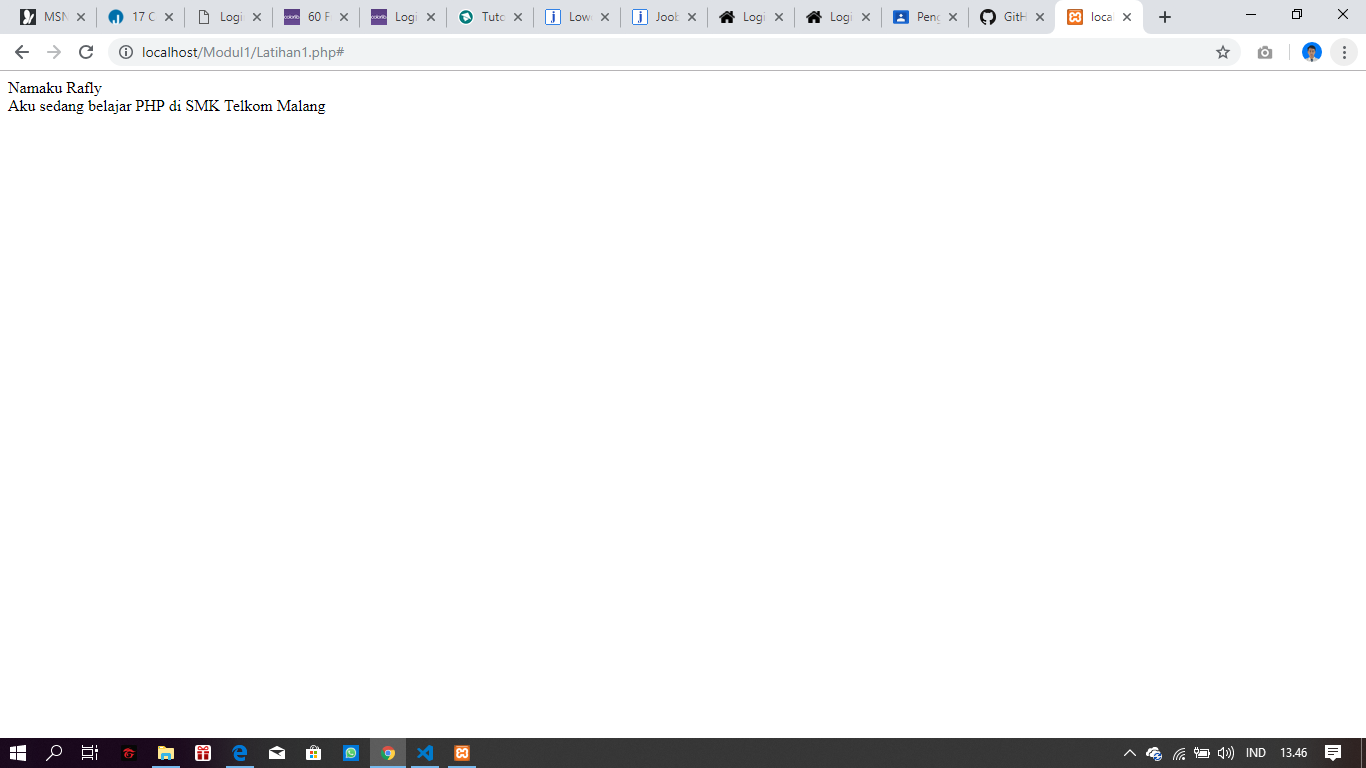 MSN
17 C
Logi
60 F
Logi
Tuto
Low
Joob
Logi
Logi
Peng
GitH
loca
localhost/Modul1/Latihan1.php#
Namaku Rafly
Aku sedang belajar PHP di SMK Telkom Malang
IND
13.46